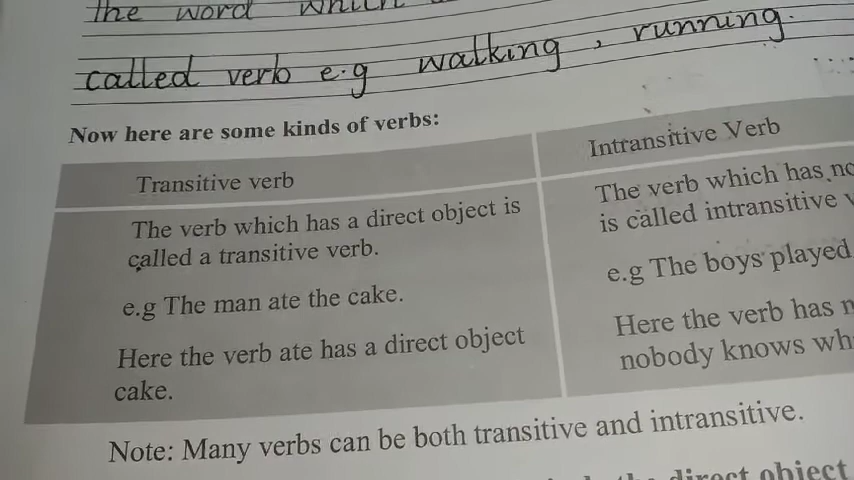 the word which
called verb e.g walking, running.
Now here are some kinds of verbs:
Transitive verb
Intransitive Verb
The verb which has a direct object is
called a transitive verb.
e.g The man ate the cake.
Here the verb ate has a direct object
cake.
The verb which has no
is called intransitive
e.g The boys played
Here the verb has
nobody knows
Note: Many verbs can be both transitive and intransitive.
the direct object